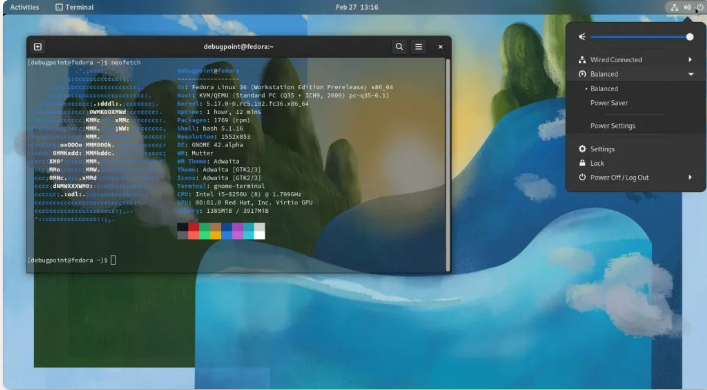 Activities Terminal Feb 27 13:16
debugpoint@fedora:~
[debugpoint@fedora ~]$ neofetch
debugpoint@fedora
OS: Fedora Linux 36 (Workstation Edition Prerelease) x86_64
Host: KVM/QEMU (Standard PC (Q35 + ICH9, 2009) pc-q35-6.1)
Kernel: 5.17.0-0.rc5.102.fc36.x86_64
Uptime: 1 hour, 12 mins
Packages: 1769 (rpm)
Shell: bash 5.1.16
Resolution: 1552x853
DE: GNOME 42.alpha
WM: Mutter
WM Theme: Adwaita
Theme: Adwaita [GTK2/3]
Icons: Adwaita [GTK2/3]
Terminal: gnome-terminal
CPU: Intel i5-8250U (8) @ 1.799GHz
GPU: 00:01.0 Red Hat, Inc. Virtio GPU
Memory: 1385MiB / 3917MiB
[debugpoint@fedora ~]$
Wired Connected
Balanced
Balanced
Power Saver
Power Settings
Settings
Lock
Power Off / Log Out